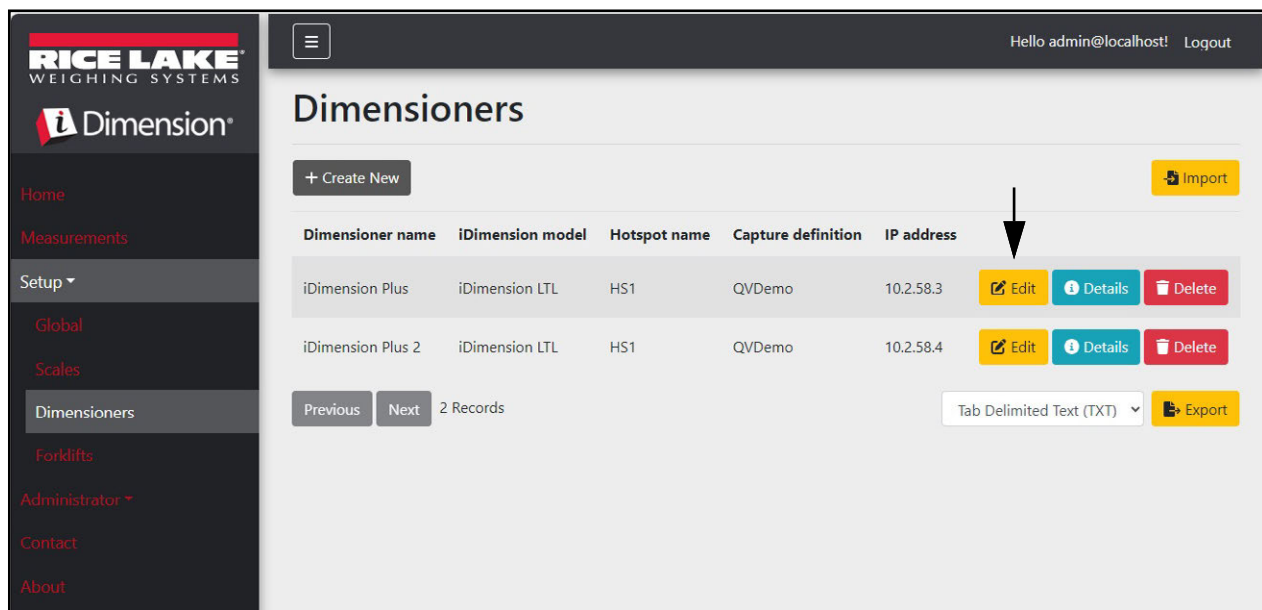 RICE LAKE®
WEIGHING SYSTEMS
i Dimension®
Hello admin@localhost! Logout
Home
Measurements
Setup
Global
Scales
Dimensioners
Forklifts
Administrator
Contact
About
Dimensioners
+ Create New
Import
Dimensioner name iDimension model Hotspot name Capture definition IP address
iDimension Plus iDimension LTL HS1 QVDemo 10.2.58.3 Edit Details Delete
iDimension Plus 2 iDimension LTL HS1 QVDemo 10.2.58.4 Edit Details Delete
Previous Next 2 Records Tab Delimited Text (TXT) Export